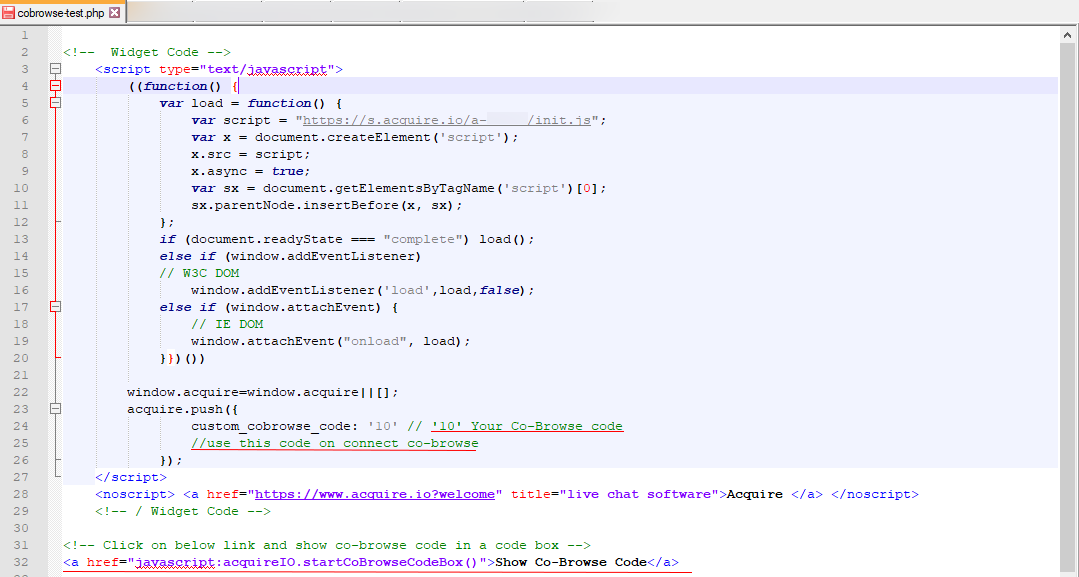 cobrowse-test.php
1
2 <!--  Widget Code -->
3 <script type="text/javascript">
4 ((function() {
5 var load = function() {
6 var script = "https://s.acquire.io/a-     /init.js";
7 var x = document.createElement('script');
8 x.src = script;
9 x.async = true;
10 var sx = document.getElementsByTagName('script')[0];
11 sx.parentNode.insertBefore(x, sx);
12 };
13 if (document.readyState === "complete") load();
14 else if (window.addEventListener)
15 // W3C DOM
16 window.addEventListener('load',load,false);
17 else if (window.attachEvent) {
18 // IE DOM
19 window.attachEvent("onload", load);
20 }})())
21
22 window.acquire=window.acquire||[];
23 acquire.push({
24 custom_cobrowse_code: '10' // '10' Your Co-Browse code
25 //use this code on connect co-browse
26 });
27 </script>
28 <noscript> <a href="https://www.acquire.io?welcome" title="live chat software">Acquire </a> </noscript>
29 <!-- / Widget Code -->
30
31 <!-- Click on below link and show co-browse code in a code box -->
32 <a href="javascript:acquireIO.startCoBrowseCodeBox()">Show Co-Browse Code</a>